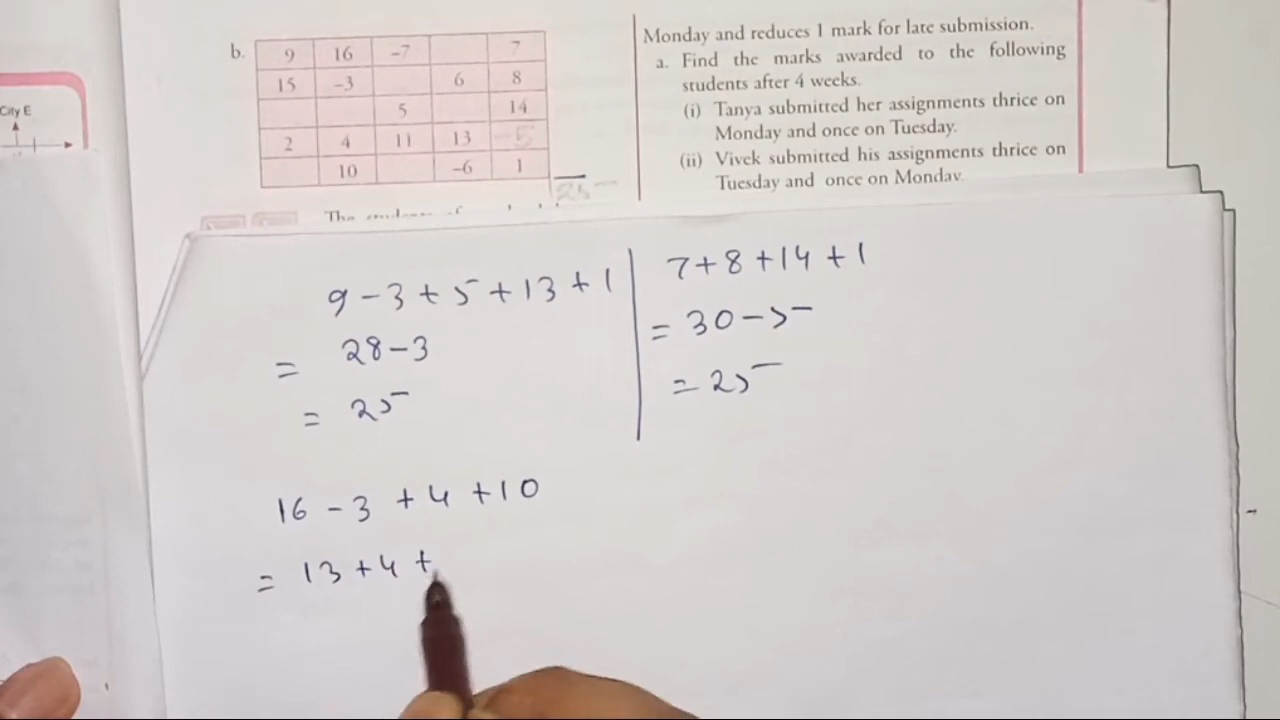 City E
b.
9 16 -7 7
15 -3 6 8
5 14
2 4 11 13 -5
10 -6 1
25
Monday and reduces 1 mark for late submission.
a. Find the marks awarded to the following
students after 4 weeks.
(i) Tanya submitted her assignments thrice on
Monday and once on Tuesday.
(ii) Vivek submitted his assignments thrice on
Tuesday and once on Monday
9 - 3 + 5 + 13 + 1
= 28 - 3
= 25
7 + 8 + 14 + 1
= 30 - 5
= 25
16 - 3 + 4 + 10
= 13 + 4 +